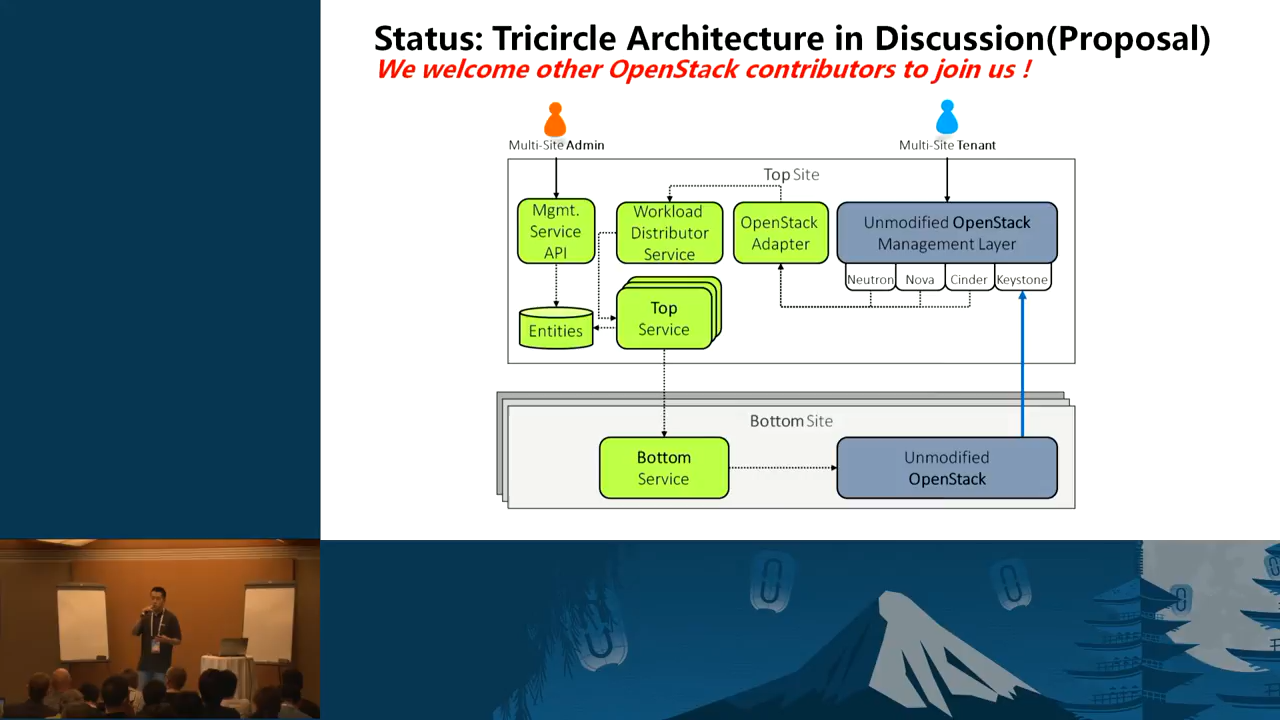 Status: Tricircle Architecture in Discussion(Proposal)
We welcome other OpenStack contributors to join us !
Multi-Site Admin
Multi-Site Tenant
Top Site
Mgmt.
Service
API
Workload
Distributor
Service
OpenStack
Adapter
Unmodified OpenStack
Management Layer
Neutron
Nova
Cinder
Keystone
Entities
Top
Service
Bottom Site
Bottom
Service
Unmodified
OpenStack